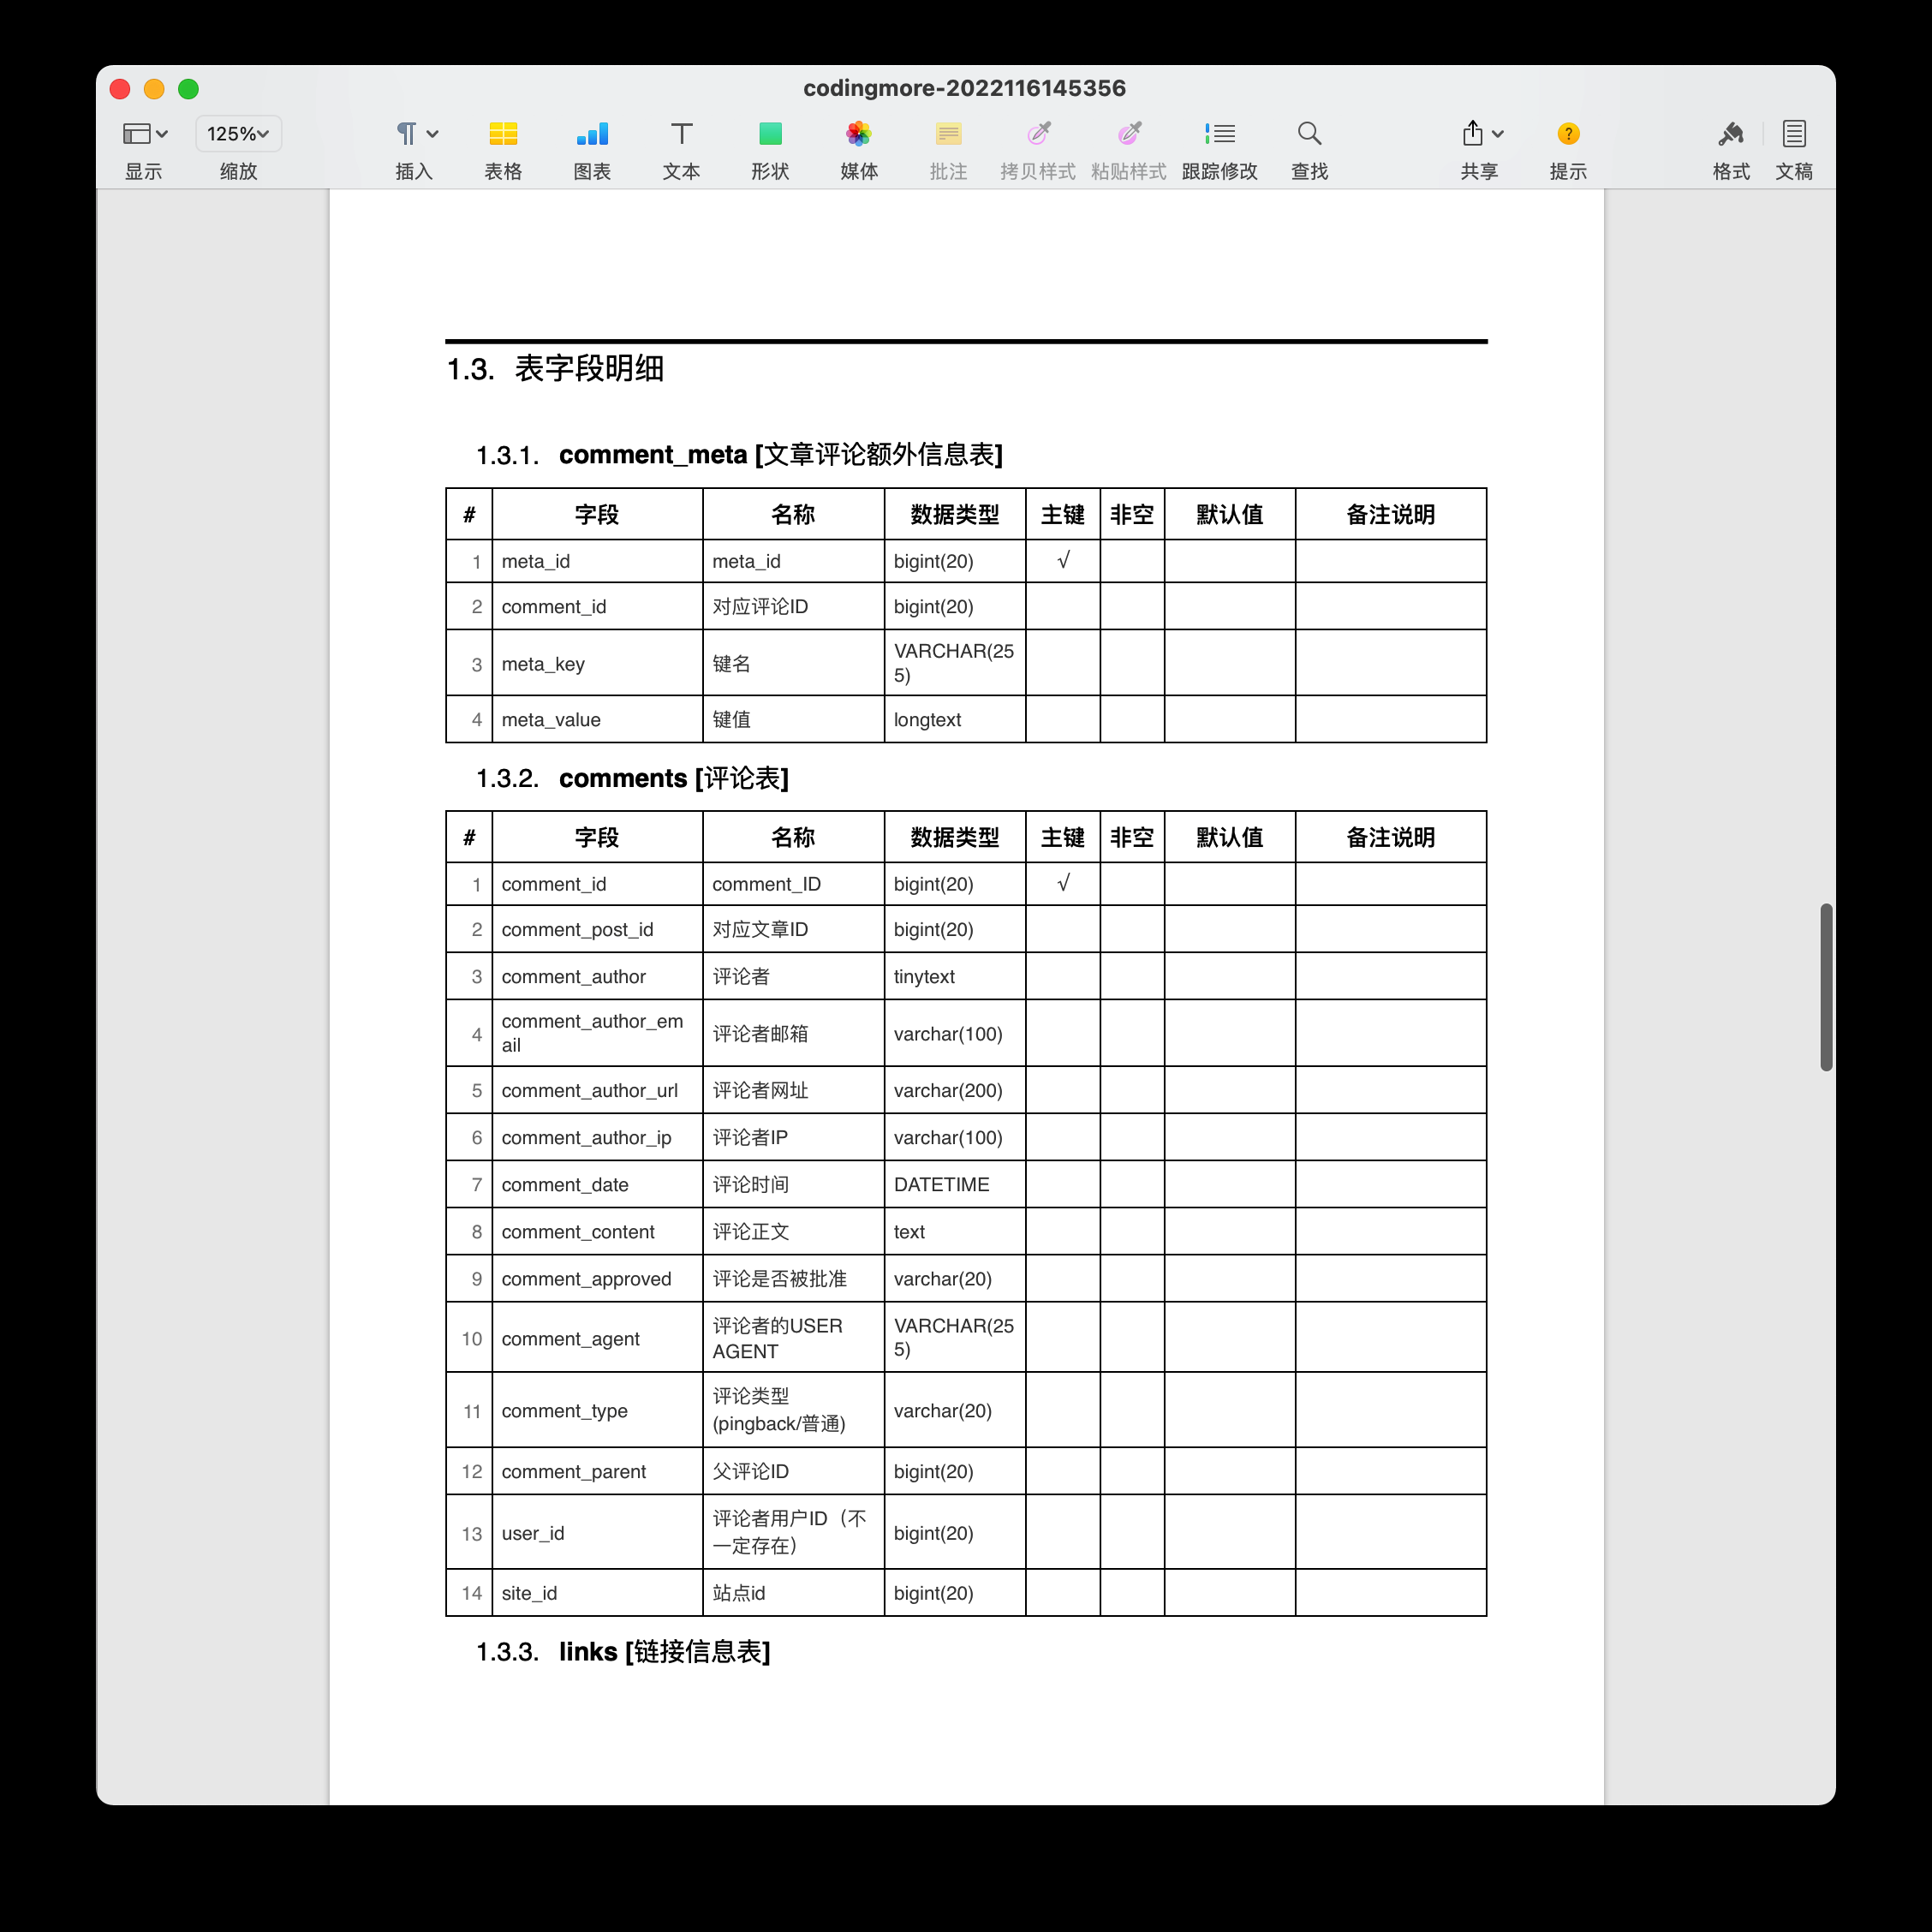 codingmore-2022116145356
125%
显示
缩放
插入
表格
图表
文本
形状
媒体
批注
拷贝样式
粘贴样式
跟踪修改
查找
共享
提示
格式
文稿
1.3. 表字段明细
1.3.1. comment_meta [文章评论额外信息表]
# 字段 名称 数据类型 主键 非空 默认值 备注说明
1 meta_id meta_id bigint(20) √
2 comment_id 对应评论ID bigint(20)
3 meta_key 键名 VARCHAR(25
5)
4 meta_value 键值 longtext
1.3.2. comments [评论表]
# 字段 名称 数据类型 主键 非空 默认值 备注说明
1 comment_id comment_ID bigint(20) √
2 comment_post_id 对应文章ID bigint(20)
3 comment_author 评论者 tinytext
4 comment_author_em
ail 评论者邮箱 varchar(100)
5 comment_author_url 评论者网址 varchar(200)
6 comment_author_ip 评论者IP varchar(100)
7 comment_date 评论时间 DATETIME
8 comment_content 评论正文 text
9 comment_approved 评论是否被批准 varchar(20)
10 comment_agent 评论者的USER
AGENT VARCHAR(25
5)
11 comment_type 评论类型
(pingback/普通) varchar(20)
12 comment_parent 父评论ID bigint(20)
13 user_id 评论者用户ID（不
一定存在） bigint(20)
14 site_id 站点id bigint(20)
1.3.3. links [链接信息表]